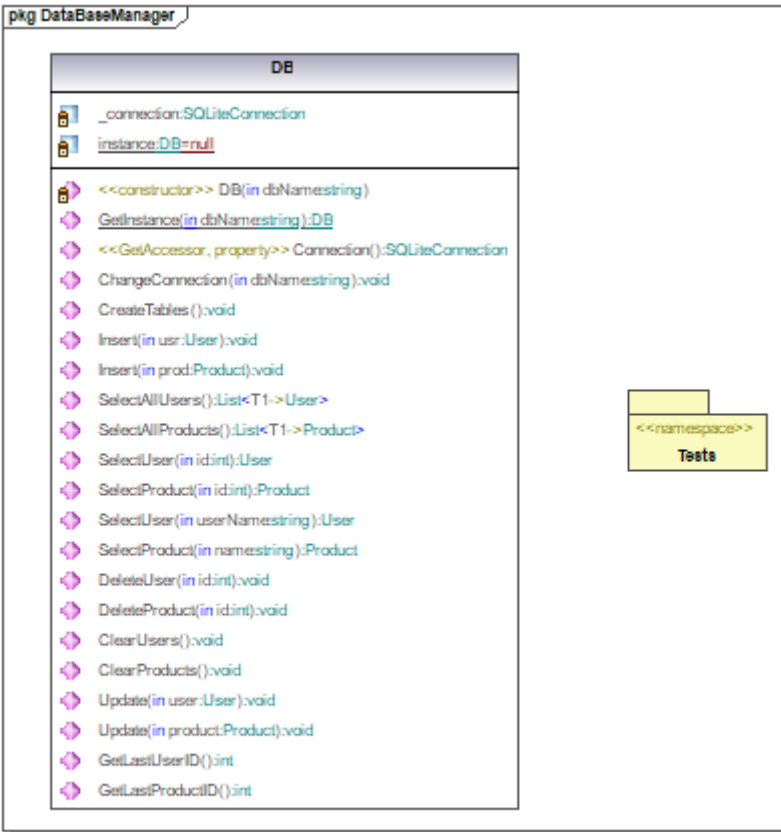 pkg DataBaseManager
DB
_connection:SQLiteConnection
instance:DB=null
<<constructor>> DB(in dbName:string)
GetInstance(in dbName:string):DB
<<GetAccessor, property>> Connection():SQLiteConnection
ChangeConnection(in dbName:string):void
CreateTables():void
Insert(in usr:User):void
Insert(in prod:Product):void
SelectAllUsers():List<T1->User>
SelectAllProducts():List<T1->Product>
SelectUser(in id:int):User
SelectProduct(in id:int):Product
SelectUser(in userName:string):User
SelectProduct(in name:string):Product
DeleteUser(in id:int):void
DeleteProduct(in id:int):void
ClearUsers():void
ClearProducts():void
Update(in user:User):void
Update(in product:Product):void
GetLastUserID():int
GetLastProductID():int
<<namespace>>
Tests